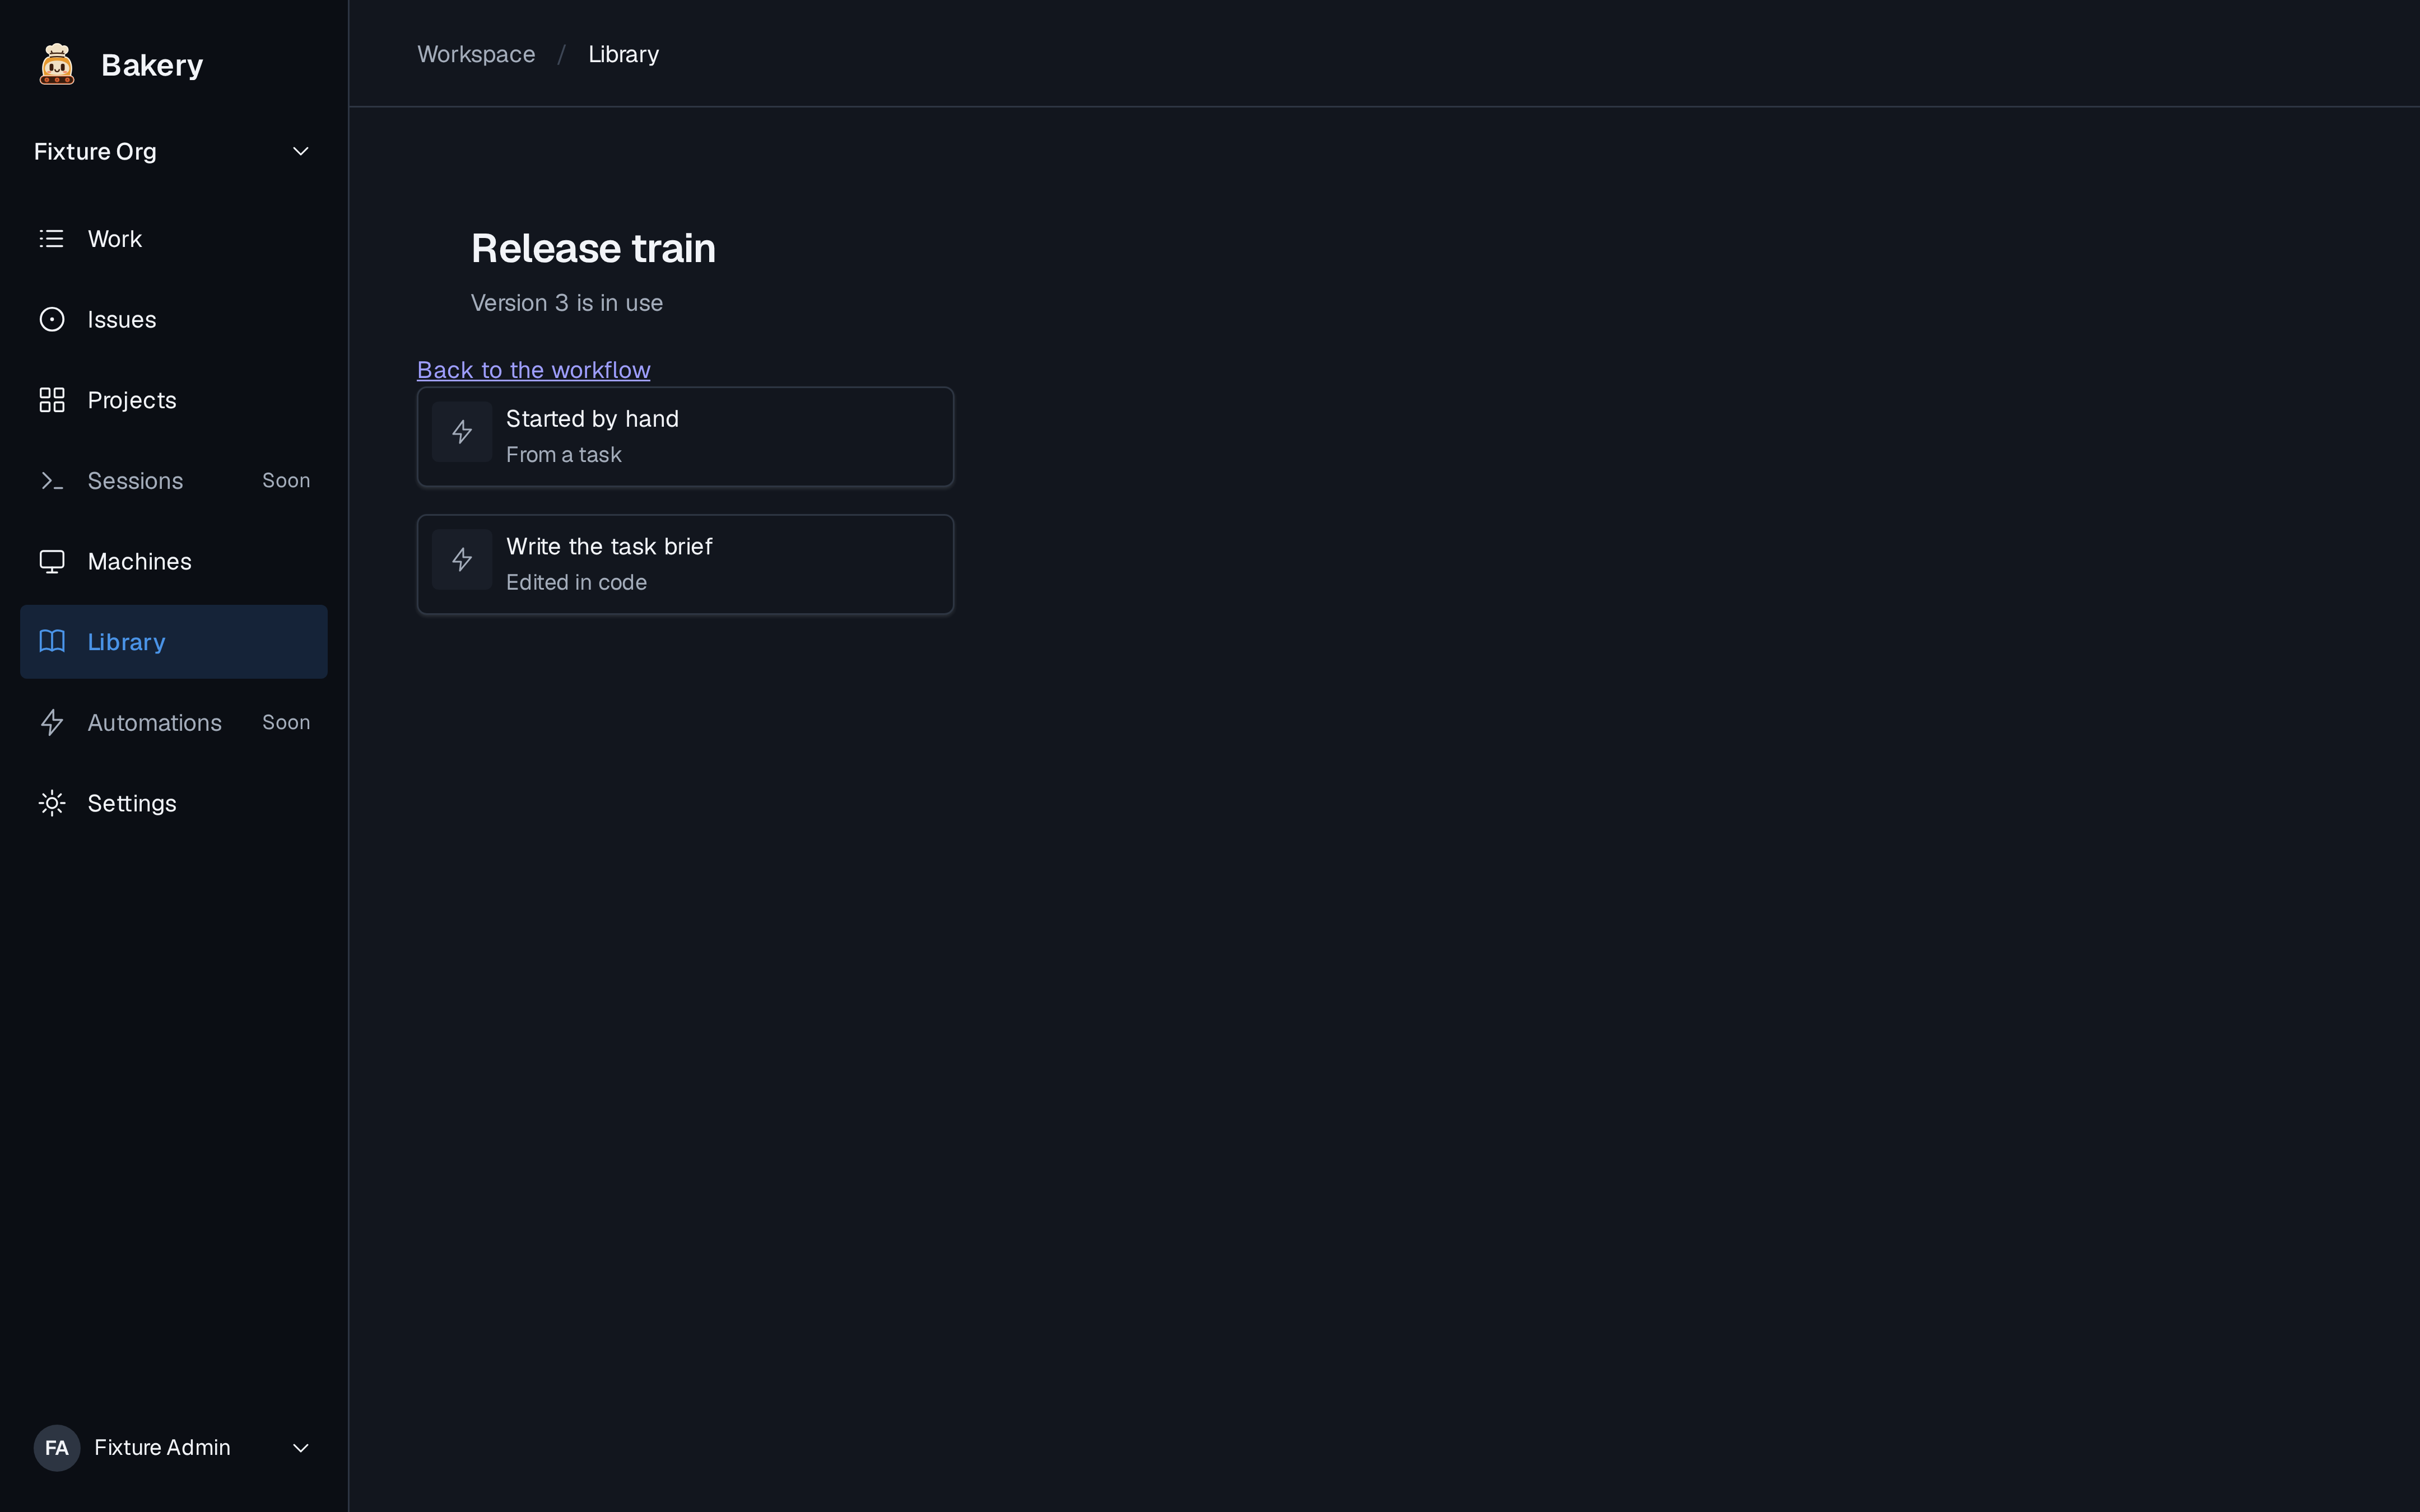 Bakery
Workspace / Library
Fixture Org
Work
Issues
Projects
Sessions Soon
Machines
Library
Automations Soon
Settings
Release train
Version 3 is in use
Back to the workflow
Started by hand
From a task
Write the task brief
Edited in code
FA Fixture Admin